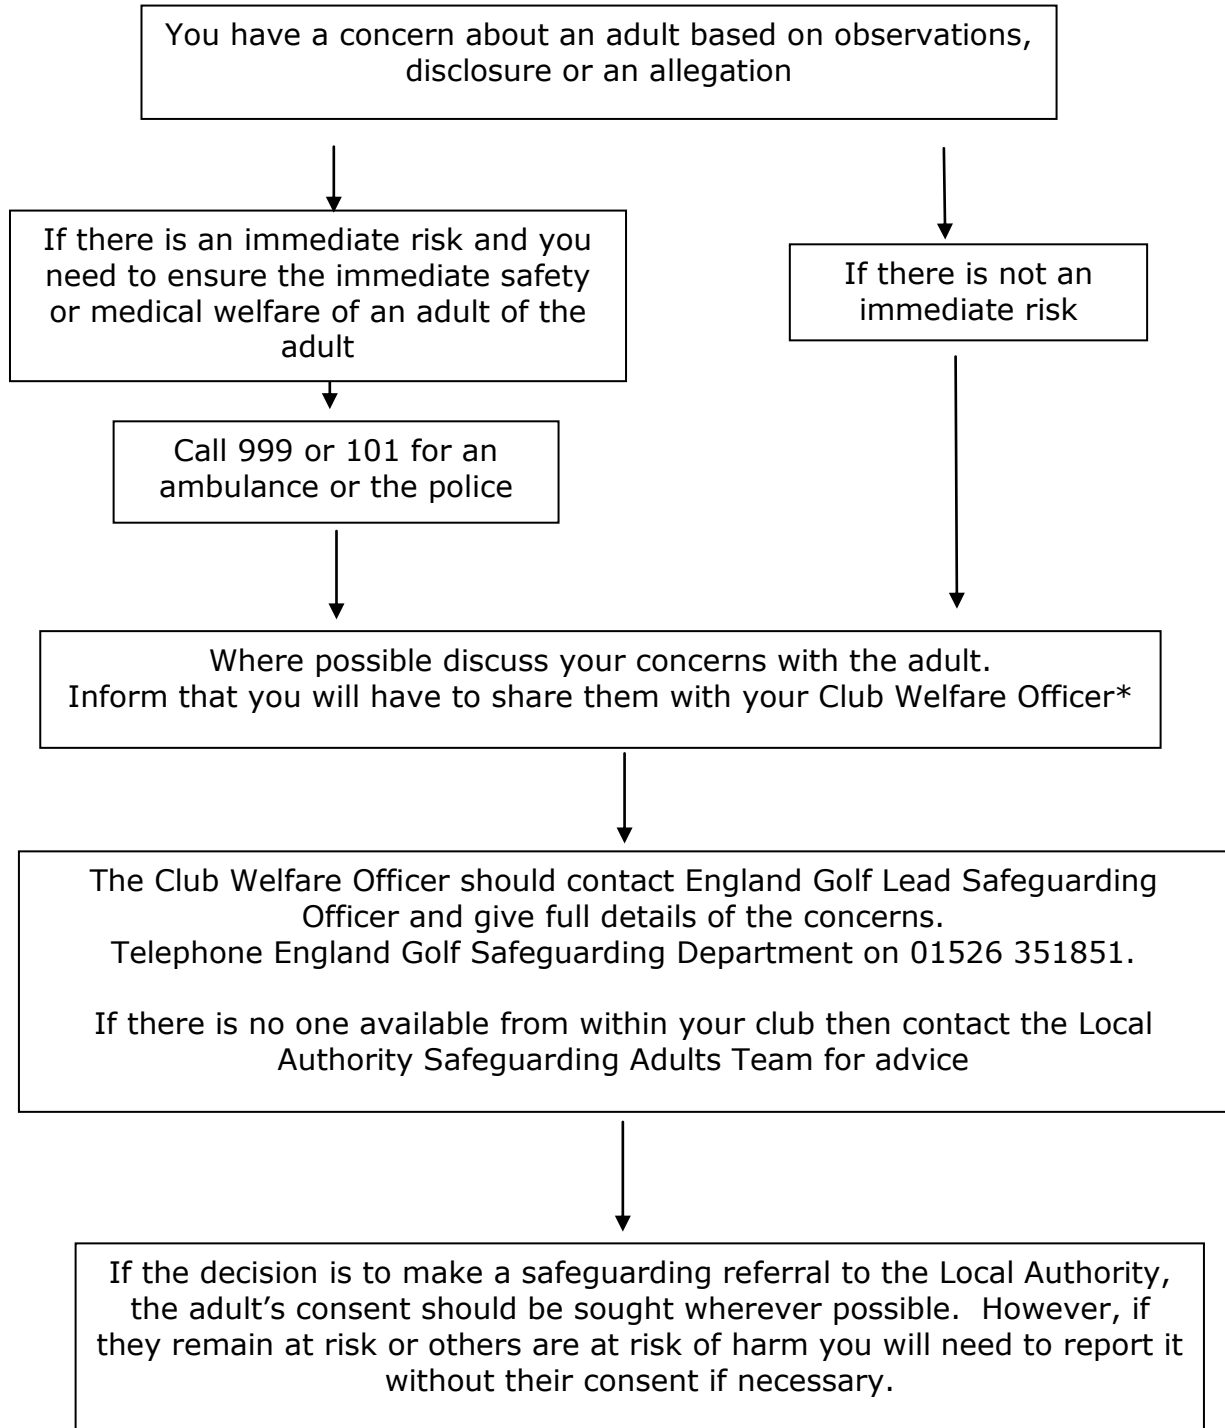 You have a concern about an adult based on observations,
disclosure or an allegation
If there is an immediate risk and you
need to ensure the immediate safety
or medical welfare of an adult of the
adult
If there is not an
immediate risk
Call 999 or 101 for an
ambulance or the police
Where possible discuss your concerns with the adult.
Inform that you will have to share them with your Club Welfare Officer*
The Club Welfare Officer should contact England Golf Lead Safeguarding
Officer and give full details of the concerns.
Telephone England Golf Safeguarding Department on 01526 351851.
If there is no one available from within your club then contact the Local
Authority Safeguarding Adults Team for advice
If the decision is to make a safeguarding referral to the Local Authority,
the adult’s consent should be sought wherever possible.  However, if
they remain at risk or others are at risk of harm you will need to report it
without their consent if necessary.